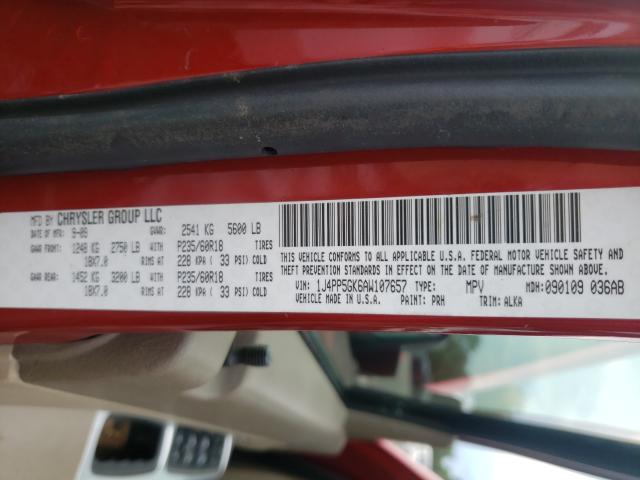 MFD BY CHRYSLER GROUP LLC
DATE OF MFR 9-09 GVWR: 2541 KG 5600 LB
GAWR FRONT: 1248 KG 2750 LB WITH P235/60R18 TIRES
18X7.0 RIMS AT 228 KPA ( 33 PSI) COLD
GAWR REAR: 1452 KG 3200 LB WITH P235/60R18 TIRES
18X7.0 RIMS AT 228 KPA ( 33 PSI) COLD
THIS VEHICLE CONFORMS TO ALL APPLICABLE U.S.A. FEDERAL MOTOR VEHICLE SAFETY AND
THEFT PREVENTION STANDARDS IN EFFECT ON THE DATE OF MANUFACTURE SHOWN ABOVE.
VIN: 1J4PP5GK6AW107657 TYPE: MPV MDH: 090109 036AB
VEHICLE MADE IN U.S.A. PAINT: PRH TRIM: ALKA